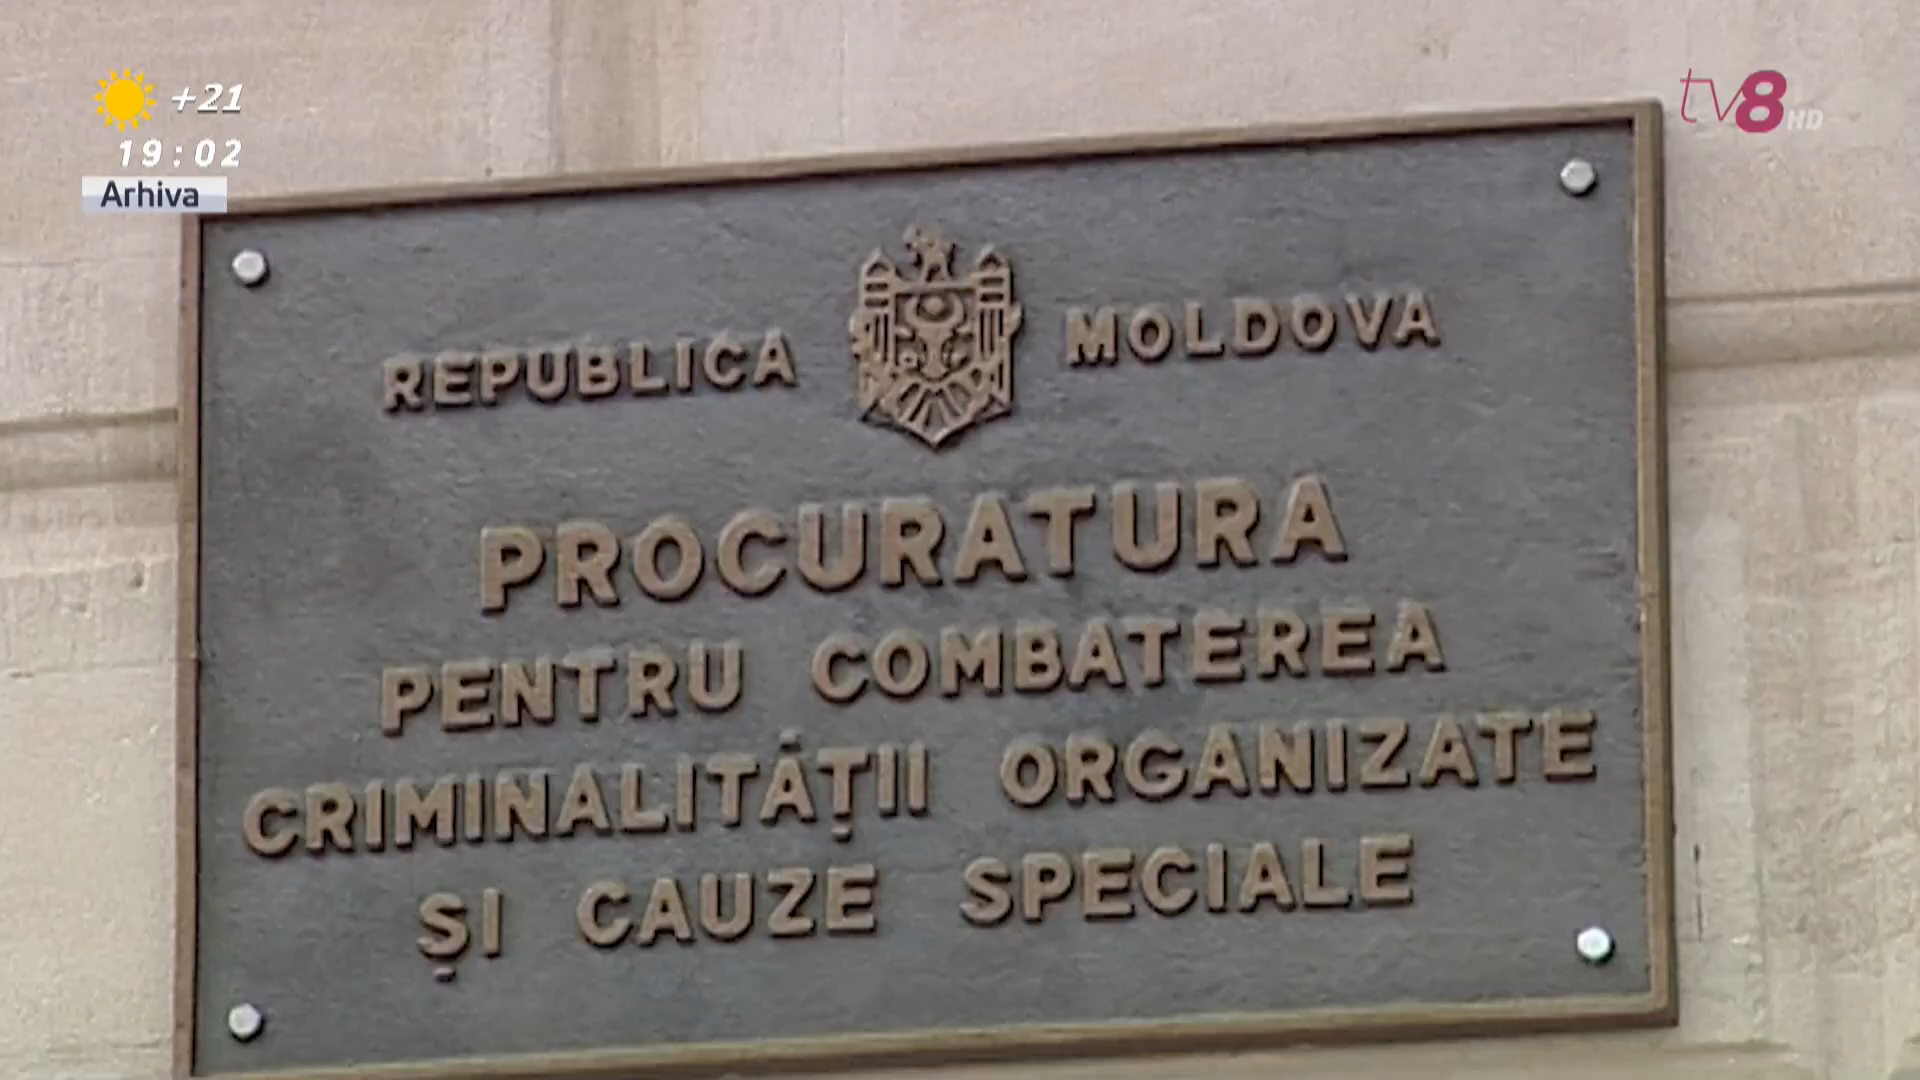 +21
19:02
Arhiva
tv8 HD
REPUBLICA MOLDOVA
PROCURATURA
PENTRU COMBATEREA
CRIMINALITĂȚII ORGANIZATE
ȘI CAUZE SPECIALE